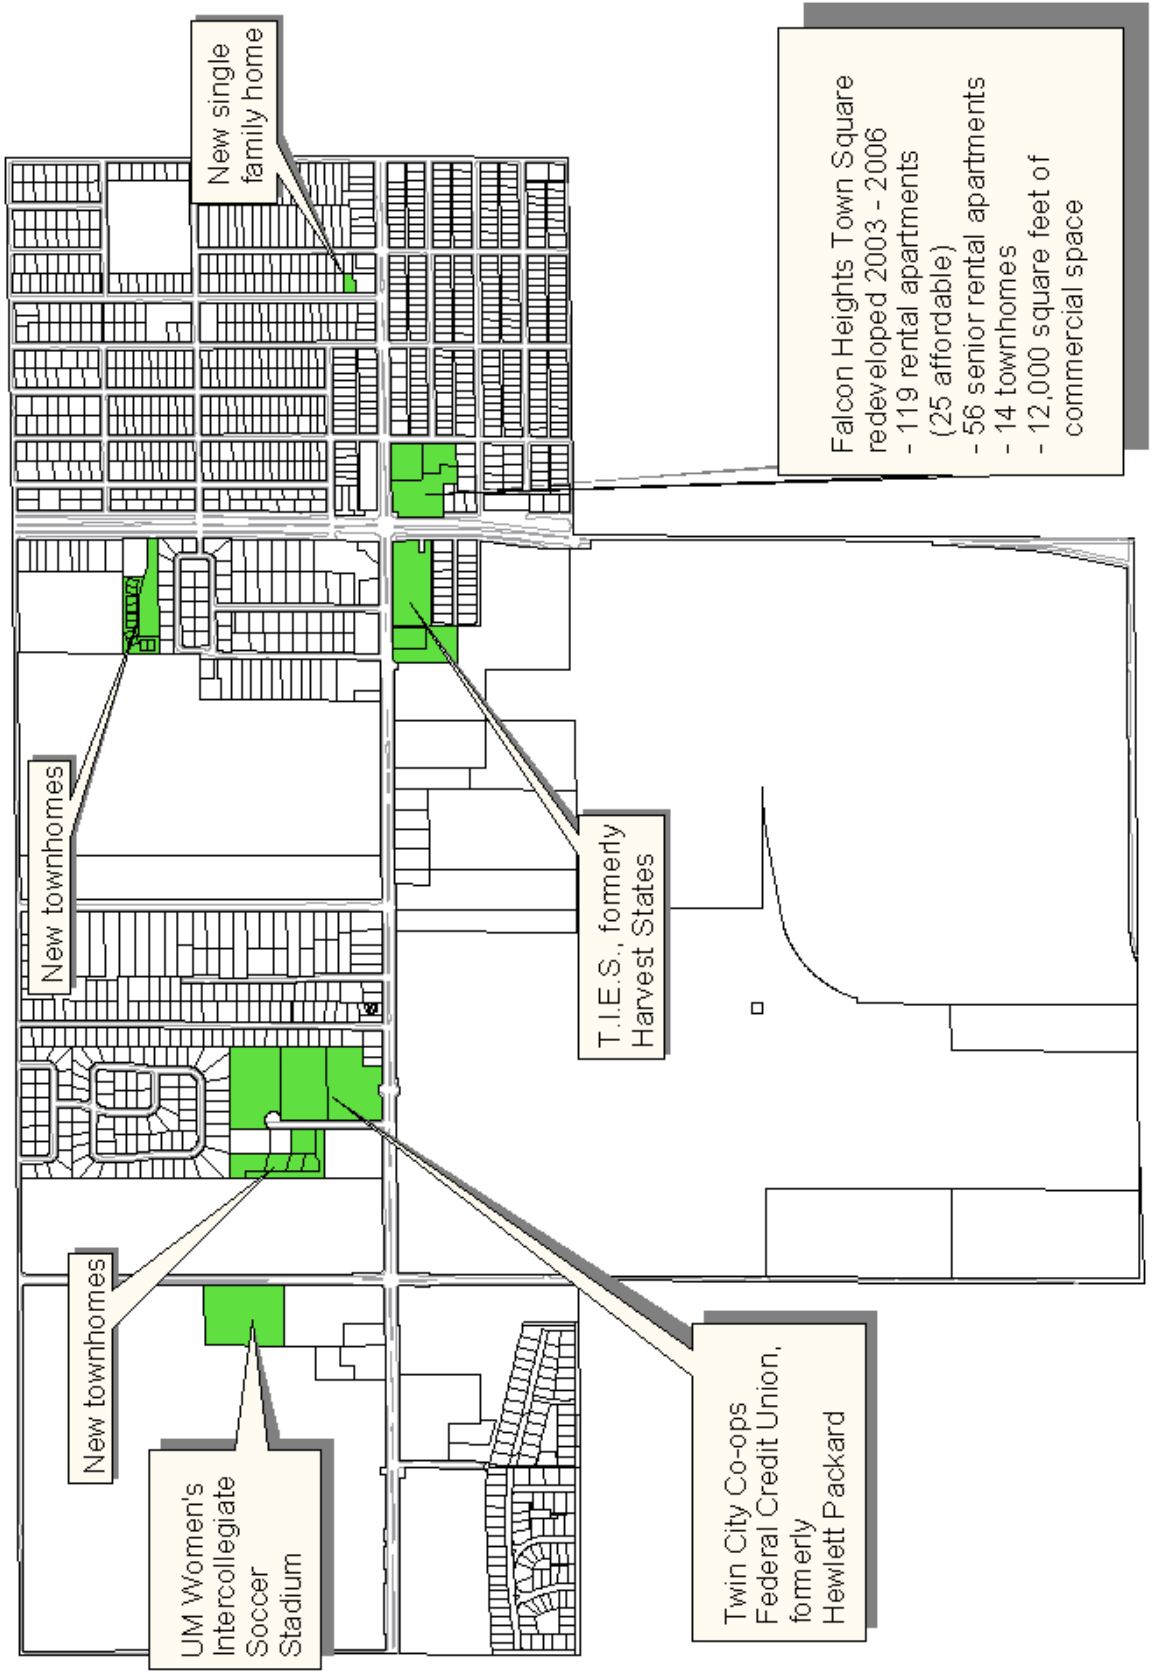 New single
family home
New townhomes
New townhomes
UM Women's
Intercollegiate
Soccer
Stadium
Falcon Heights Town Square
redeveloped 2003 - 2006
- 119 rental apartments
(25 affordable)
- 56 senior rental apartments
- 14 townhomes
- 12,000 square feet of
commercial space
T.I.E.S., formerly
Harvest States
Twin City Co-ops
Federal Credit Union,
formerly
Hewlett Packard